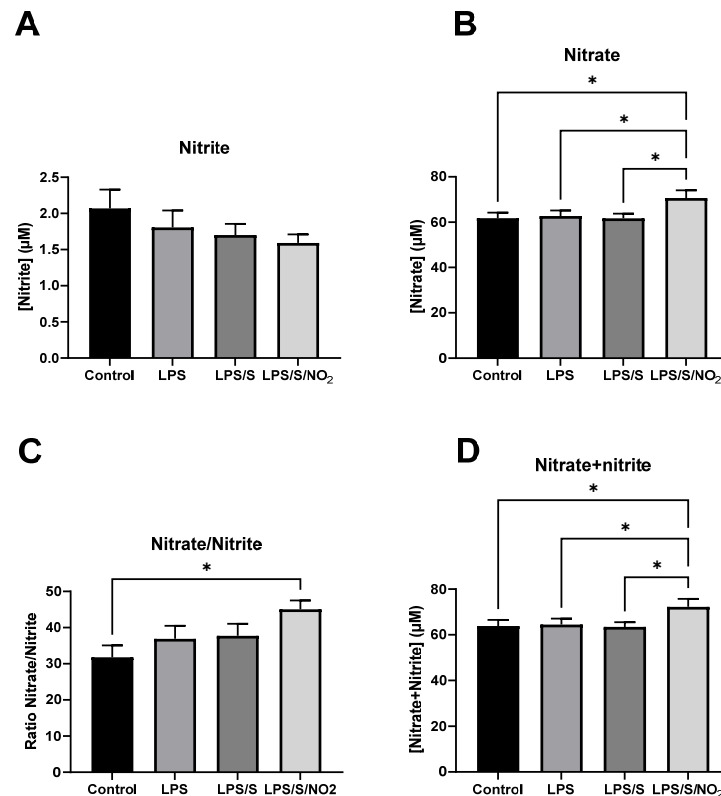 A
Nitrite
[Nitrite] (µM)
2.5
2.0
1.5
1.0
0.5
0.0
Control LPS LPS/S LPS/S/NO₂
B
Nitrate
*
*
*
[Nitrate] (µM)
80
60
40
20
0
Control LPS LPS/S LPS/S/NO₂
C
Nitrate/Nitrite
*
Ratio Nitrate/Nitrite
50
40
30
20
10
0
Control LPS LPS/S LPS/S/NO2
D
Nitrate+nitrite
*
*
*
[Nitrate+Nitrite] (µM)
80
60
40
20
0
Control LPS LPS/S LPS/S/NO₂